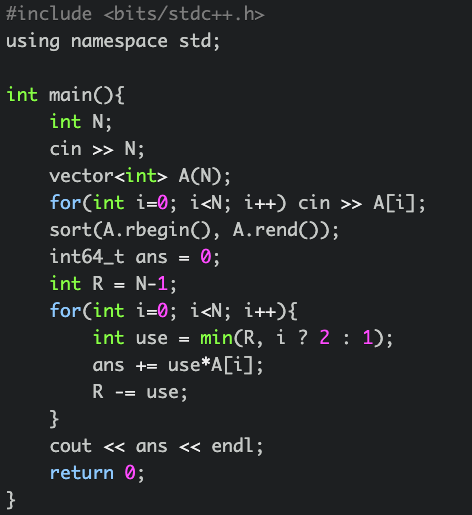 #include <bits/stdc++.h>
using namespace std;

int main(){
    int N;
    cin >> N;
    vector<int> A(N);
    for(int i=0; i<N; i++) cin >> A[i];
    sort(A.rbegin(), A.rend());
    int64_t ans = 0;
    int R = N-1;
    for(int i=0; i<N; i++){
        int use = min(R, i ? 2 : 1);
        ans += use*A[i];
        R -= use;
    }
    cout << ans << endl;
    return 0;
}